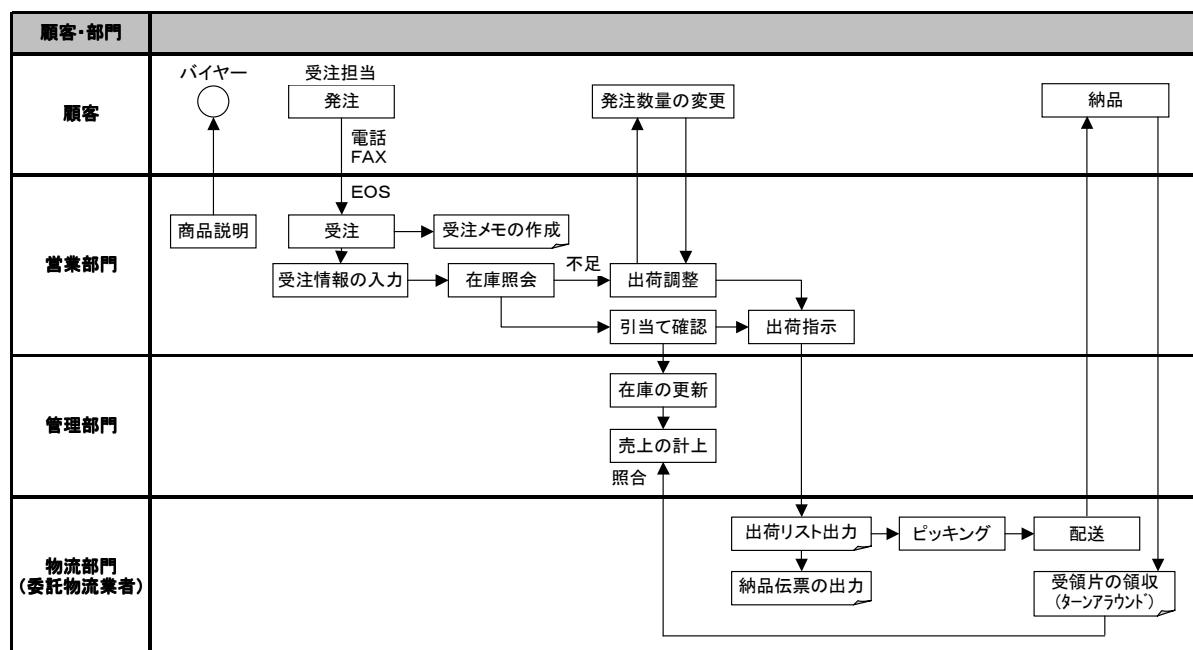 顧客・部門
顧客
バイヤー
受注担当
発注
電話
FAX
発注数量の変更
納品
営業部門
EOS
商品説明
受注
受注メモの作成
受注情報の入力
在庫照会
不足
出荷調整
引当て確認
出荷指示
管理部門
在庫の更新
売上の計上
照合
物流部門
（委託物流業者）
出荷リスト出力
ピッキング
配送
納品伝票の出力
受領片の領収
(ﾀｰﾝｱﾗｳﾝﾄﾞ)